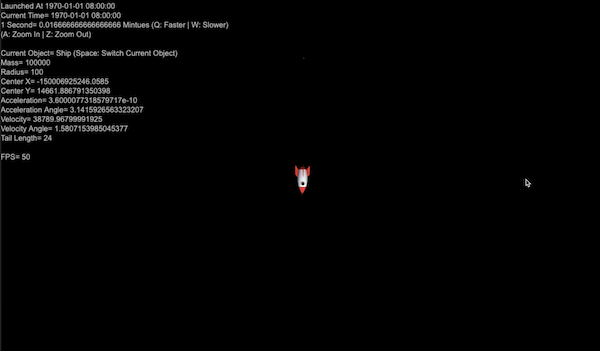 Launched At 1970-01-01 08:00:00
Current Time= 1970-01-01 08:00:00
1 Second= 0.016666666666666666 Mintues (Q: Faster | W: Slower)
(A: Zoom In | Z: Zoom Out)
Current Object= Ship (Space: Switch Current Object)
Mass= 100000
Radius= 100
Center X= -150006925246.0585
Center Y= 14661.886791350398
Acceleration= 3.6000077318579717e-10
Acceleration Angle= 3.1415926563323207
Velocity= 38789.96799991925
Velocity Angle= 1.5807153985045377
Tail Length= 24
FPS= 50